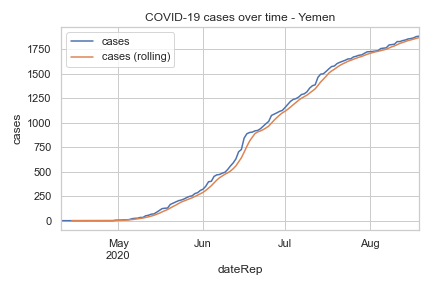 COVID-19 cases over time - Yemen
cases
cases (rolling)
1750
1500
1250
1000
750
500
250
0
cases
May
2020
Jun
Jul
Aug
dateRep